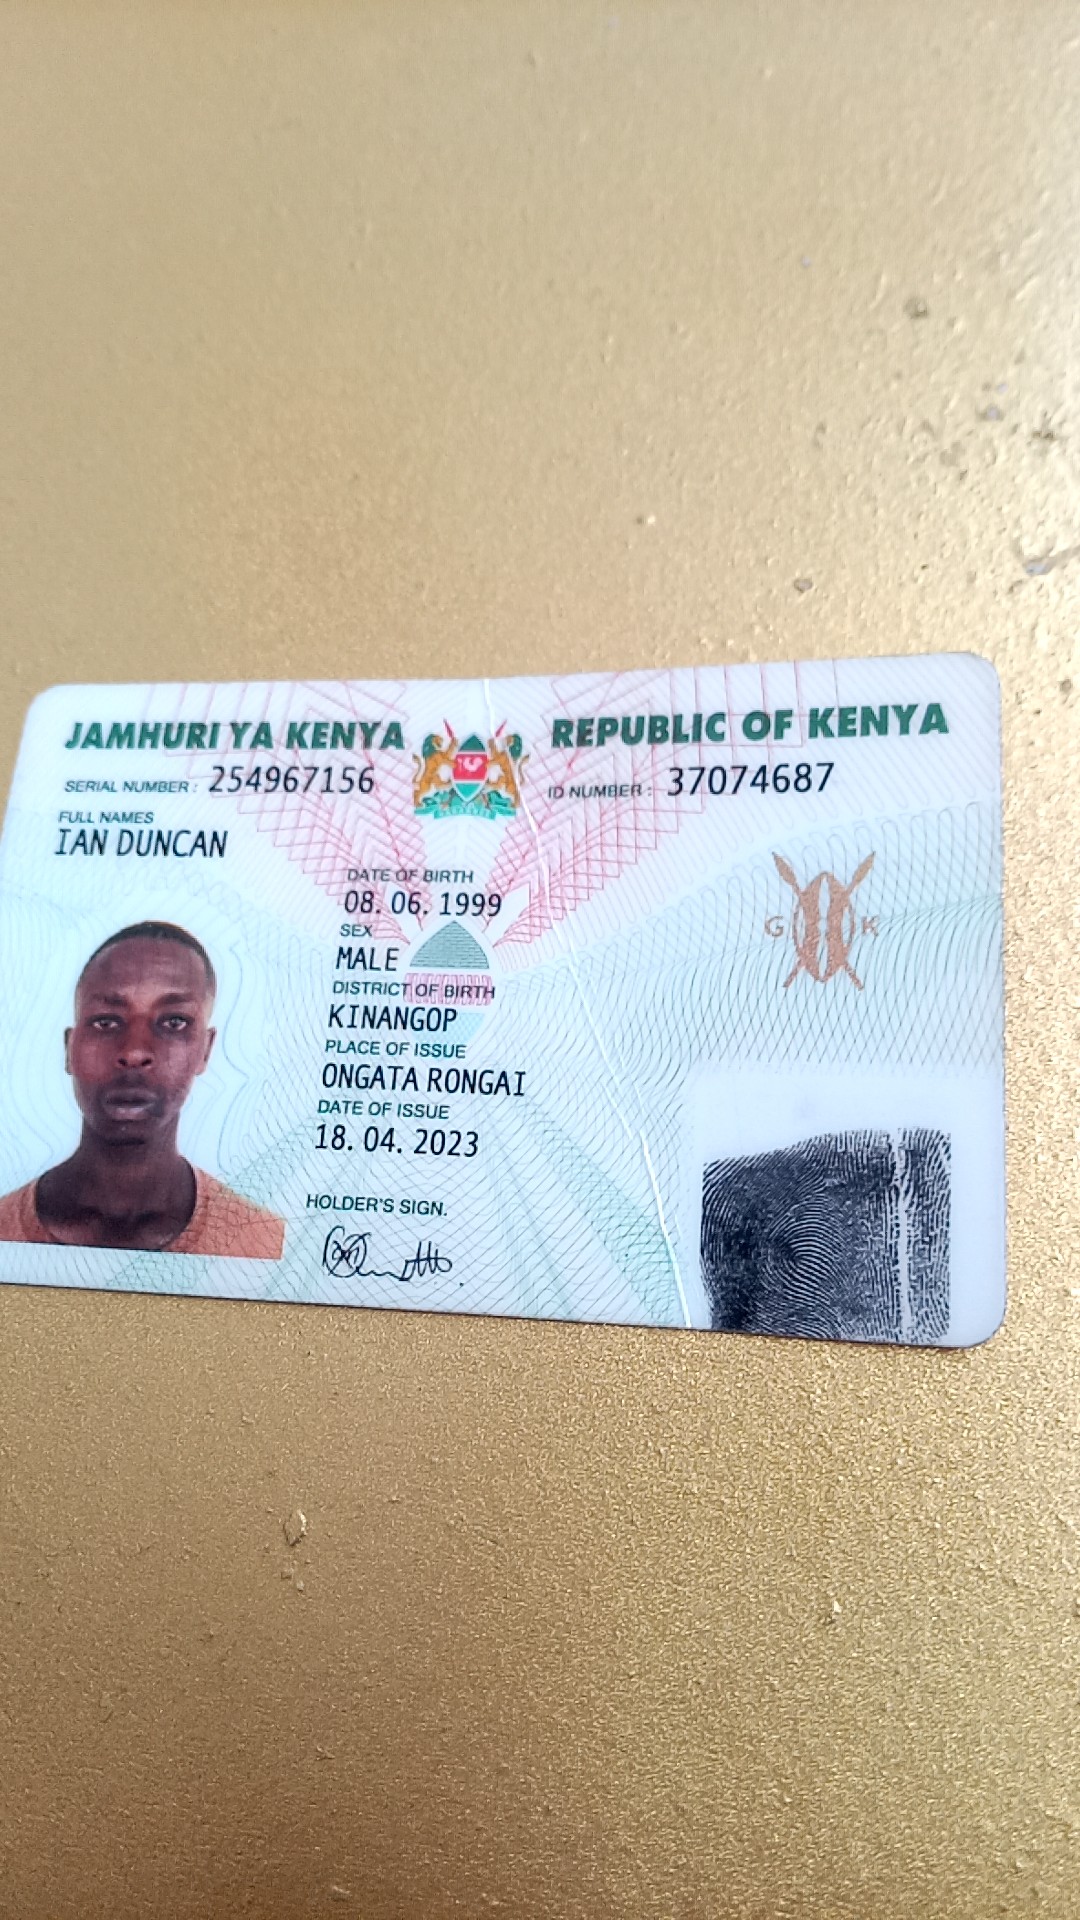 JAMHURI YA KENYA
REPUBLIC OF KENYA
SERIAL NUMBER : 254967156
ID NUMBER : 37074687
FULL NAMES
IAN DUNCAN
DATE OF BIRTH
08. 06. 1999
SEX
MALE
DISTRICT OF BIRTH
KINANGOP
PLACE OF ISSUE
ONGATA RONGAI
DATE OF ISSUE
18. 04. 2023
HOLDER'S SIGN.
G K